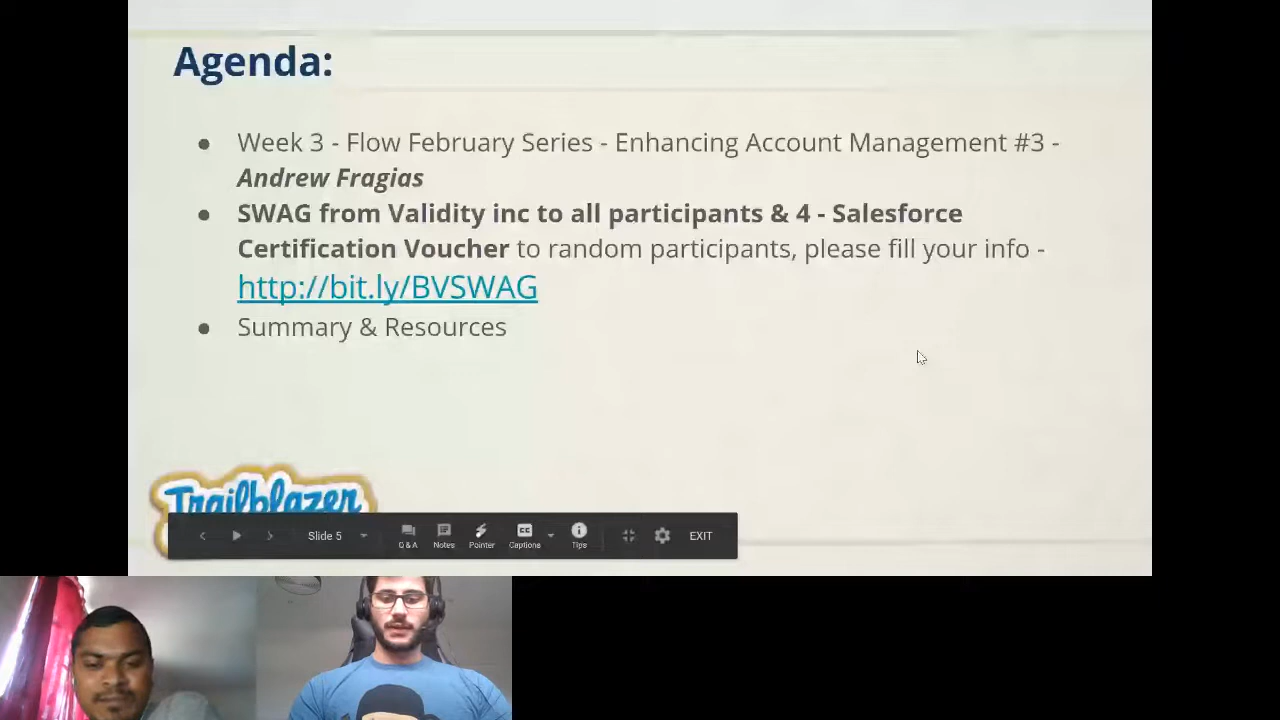 Agenda:
● Week 3 - Flow February Series - Enhancing Account Management #3 -
Andrew Fragias
● SWAG from Validity inc to all participants & 4 - Salesforce
Certification Voucher to random participants, please fill your info -
http://bit.ly/BVSWAG
● Summary & Resources
Trailblazer
Slide 5 Q & A Notes Pointer Captions CC Tips EXIT